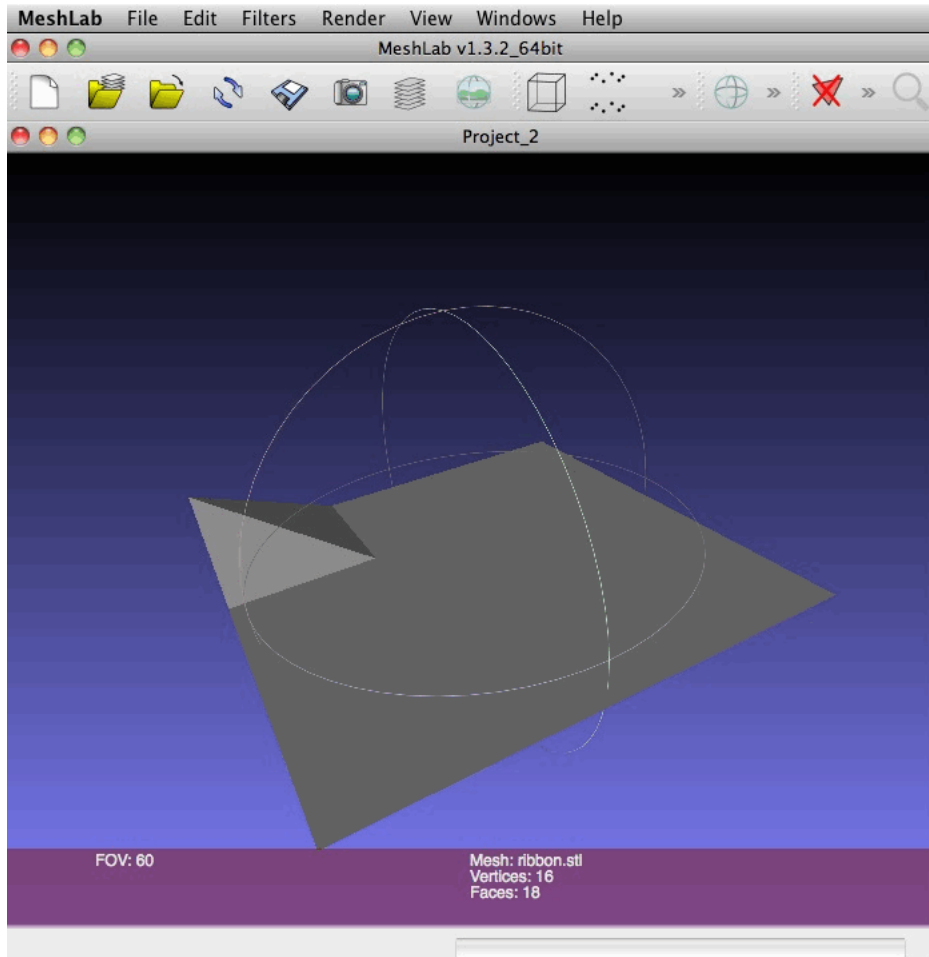 MeshLab File Edit Filters Render View Windows Help
MeshLab v1.3.2_64bit
» » »
Project_2
FOV: 60
Mesh: ribbon.stl
Vertices: 16
Faces: 18